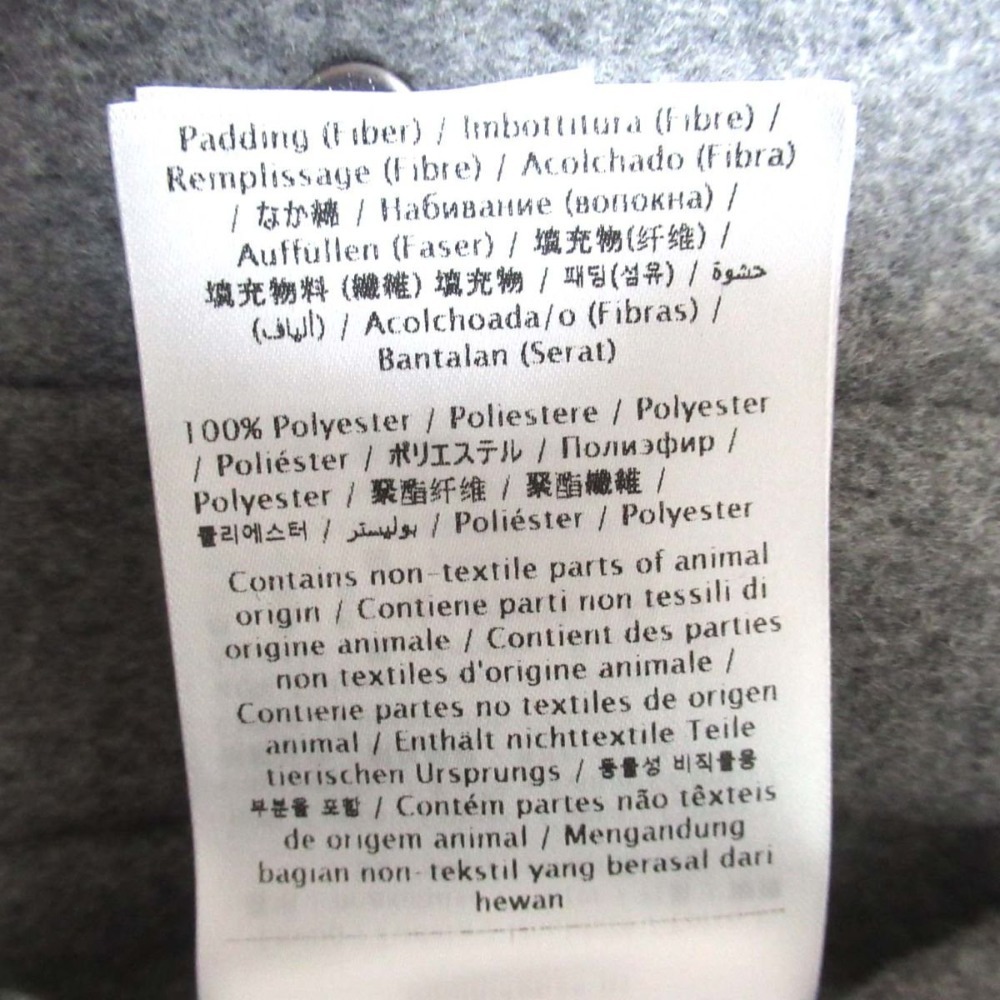 Padding (Fiber) / Imbottitura (Fibre) /
Remplissage (Fibre) / Acolchado (Fibra)
/ なか綿 / Набивание (волокна) /
Auffüllen (Faser) / 填充物(纤维) /
填充物料 (纖維) 填充物 / 패딩(섬유) / حشوة
(ألياف) / Acolchoada/o (Fibras) /
Bantalan (Serat)
100% Polyester / Poliestere / Polyester
/ Poliéster / ポリエステル / Полиэфир /
Polyester / 聚酯纤维 / 聚酯纖維 /
폴리에스터 / بوليستر / Poliéster / Polyester
Contains non-textile parts of animal
origin / Contiene parti non tessili di
origine animale / Contient des parties
non textiles d'origine animale /
Contiene partes no textiles de origen
animal / Enthält nichttextile Teile
tierischen Ursprungs / 동물성 비직물용
부분을 포함 / Contém partes não têxteis
de origem animal / Mengandung
bagian non-tekstil yang berasal dari
hewan